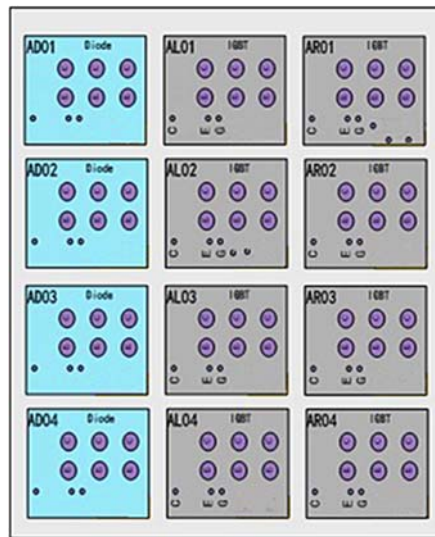 AD01 Diode AL01 IGBT AR01 IGBT
C E G C E G
AD02 Diode AL02 IGBT AR02 IGBT
C E G C E G
AD03 Diode AL03 IGBT AR03 IGBT
C E G C E G
AD04 Diode AL04 IGBT AR04 IGBT
C E G C E G